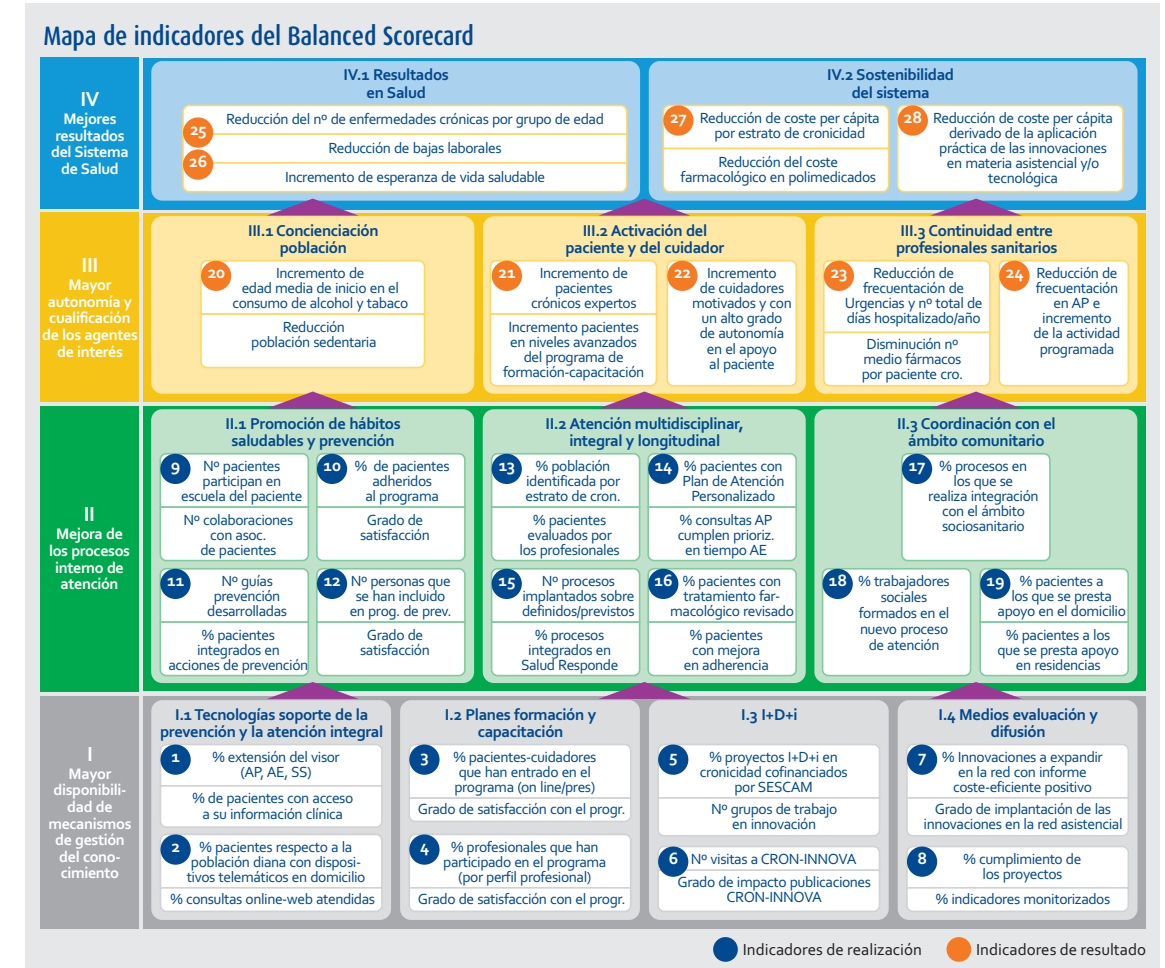 Mapa de indicadores del Balanced Scorecard
IV
Mejores
resultados
del Sistema
de Salud
IV.1 Resultados
en Salud
25
Reducción del nº de enfermedades crónicas por grupo de edad
Reducción de bajas laborales
26
Incremento de esperanza de vida saludable
IV.2 Sostenibilidad
del sistema
27
Reducción de coste per cápita
por estrato de cronicidad
Reducción del coste
farmacológico en polimedicados
28
Reducción de coste per cápita
derivado de la aplicación
práctica de las innovaciones
en materia asistencial y/o
tecnológica
III
Mayor
autonomía y
cualificación
de los agentes
de interés
III.1 Concienciación
población
20
Incremento de
edad media de inicio en el
consumo de alcohol y tabaco
Reducción
población sedentaria
III.2 Activación del
paciente y del cuidador
21
Incremento de
pacientes
crónicos expertos
Incremento pacientes
en niveles avanzados
del programa de
formación-capacitación
22
Incremento
de cuidadores
motivados y con
un alto grado
de autonomía
en el apoyo
al paciente
III.3 Continuidad entre
profesionales sanitarios
23
Reducción de
frecuentación de
Urgencias y nº total de
días hospitalizado/año
Disminución nº
medio fármacos
por paciente cro.
24
Reducción de
frecuentación
en AP e
incremento
de la actividad
programada
II
Mejora de
los procesos
interno de
atención
II.1 Promoción de hábitos
saludables y prevención
9
Nº pacientes
participan en
escuela del paciente
Nº colaboraciones
con asoc.
de pacientes
10
% de pacientes
adheridos
al programa
Grado de
satisfacción
11
Nº guías
prevención
desarrolladas
% pacientes
integrados en
acciones de prevención
12
Nº personas que
se han incluido
en prog. de prev.
Grado de
satisfacción
II.2 Atención multidisciplinar,
integral y longitudinal
13
% población
identificada por
estrato de cron.
% pacientes
evaluados por
los profesionales
14
% pacientes con
Plan de Atención
Personalizado
% consultas AP
cumplen prioriz.
en tiempo AE
15
Nº procesos
implantados sobre
definidos/previstos
% procesos
integrados en
Salud Responde
16
% pacientes con
tratamiento far-
macológico revisado
% pacientes
con mejora
en adherencia
II.3 Coordinación con el
ámbito comunitario
17
% procesos en
los que se
realiza integración
con el ámbito
sociosanitario
18
% trabajadores
sociales
formados en el
nuevo proceso
de atención
19
% pacientes a
los que se presta
apoyo en el domicilio
% pacientes a los
que se presta apoyo
en residencias
I
Mayor
disponibili-
dad de
mecanismos
de gestión
del cono-
cimiento
I.1 Tecnologías soporte de la
prevención y la atención integral
1
% extensión del visor
(AP, AE, SS)
% de pacientes con acceso
a su información clínica
2
% pacientes respecto a la
población diana con disposi-
tivos telemáticos en domicilio
% consultas online-web atendidas
I.2 Planes formación y
capacitación
3
% pacientes-cuidadores
que han entrado en el
programa (on line/pres)
Grado de satisfacción con el progr.
4
% profesionales que han
participado en el programa
(por perfil profesional)
Grado de satisfacción con el progr.
I.3 I+D+i
5
% proyectos I+D+i en
cronicidad cofinanciados
por SESCAM
Nº grupos de trabajo
en innovación
6
Nº visitas a CRON-INNOVA
Grado de impacto publicaciones
CRON-INNOVA
I.4 Medios evaluación y
difusión
7
% Innovaciones a expandir
en la red con informe
coste-eficiente positivo
Grado de implantación de las
innovaciones en la red asistencial
8
% cumplimiento de
los proyectos
% indicadores monitorizados
Indicadores de realización
Indicadores de resultado